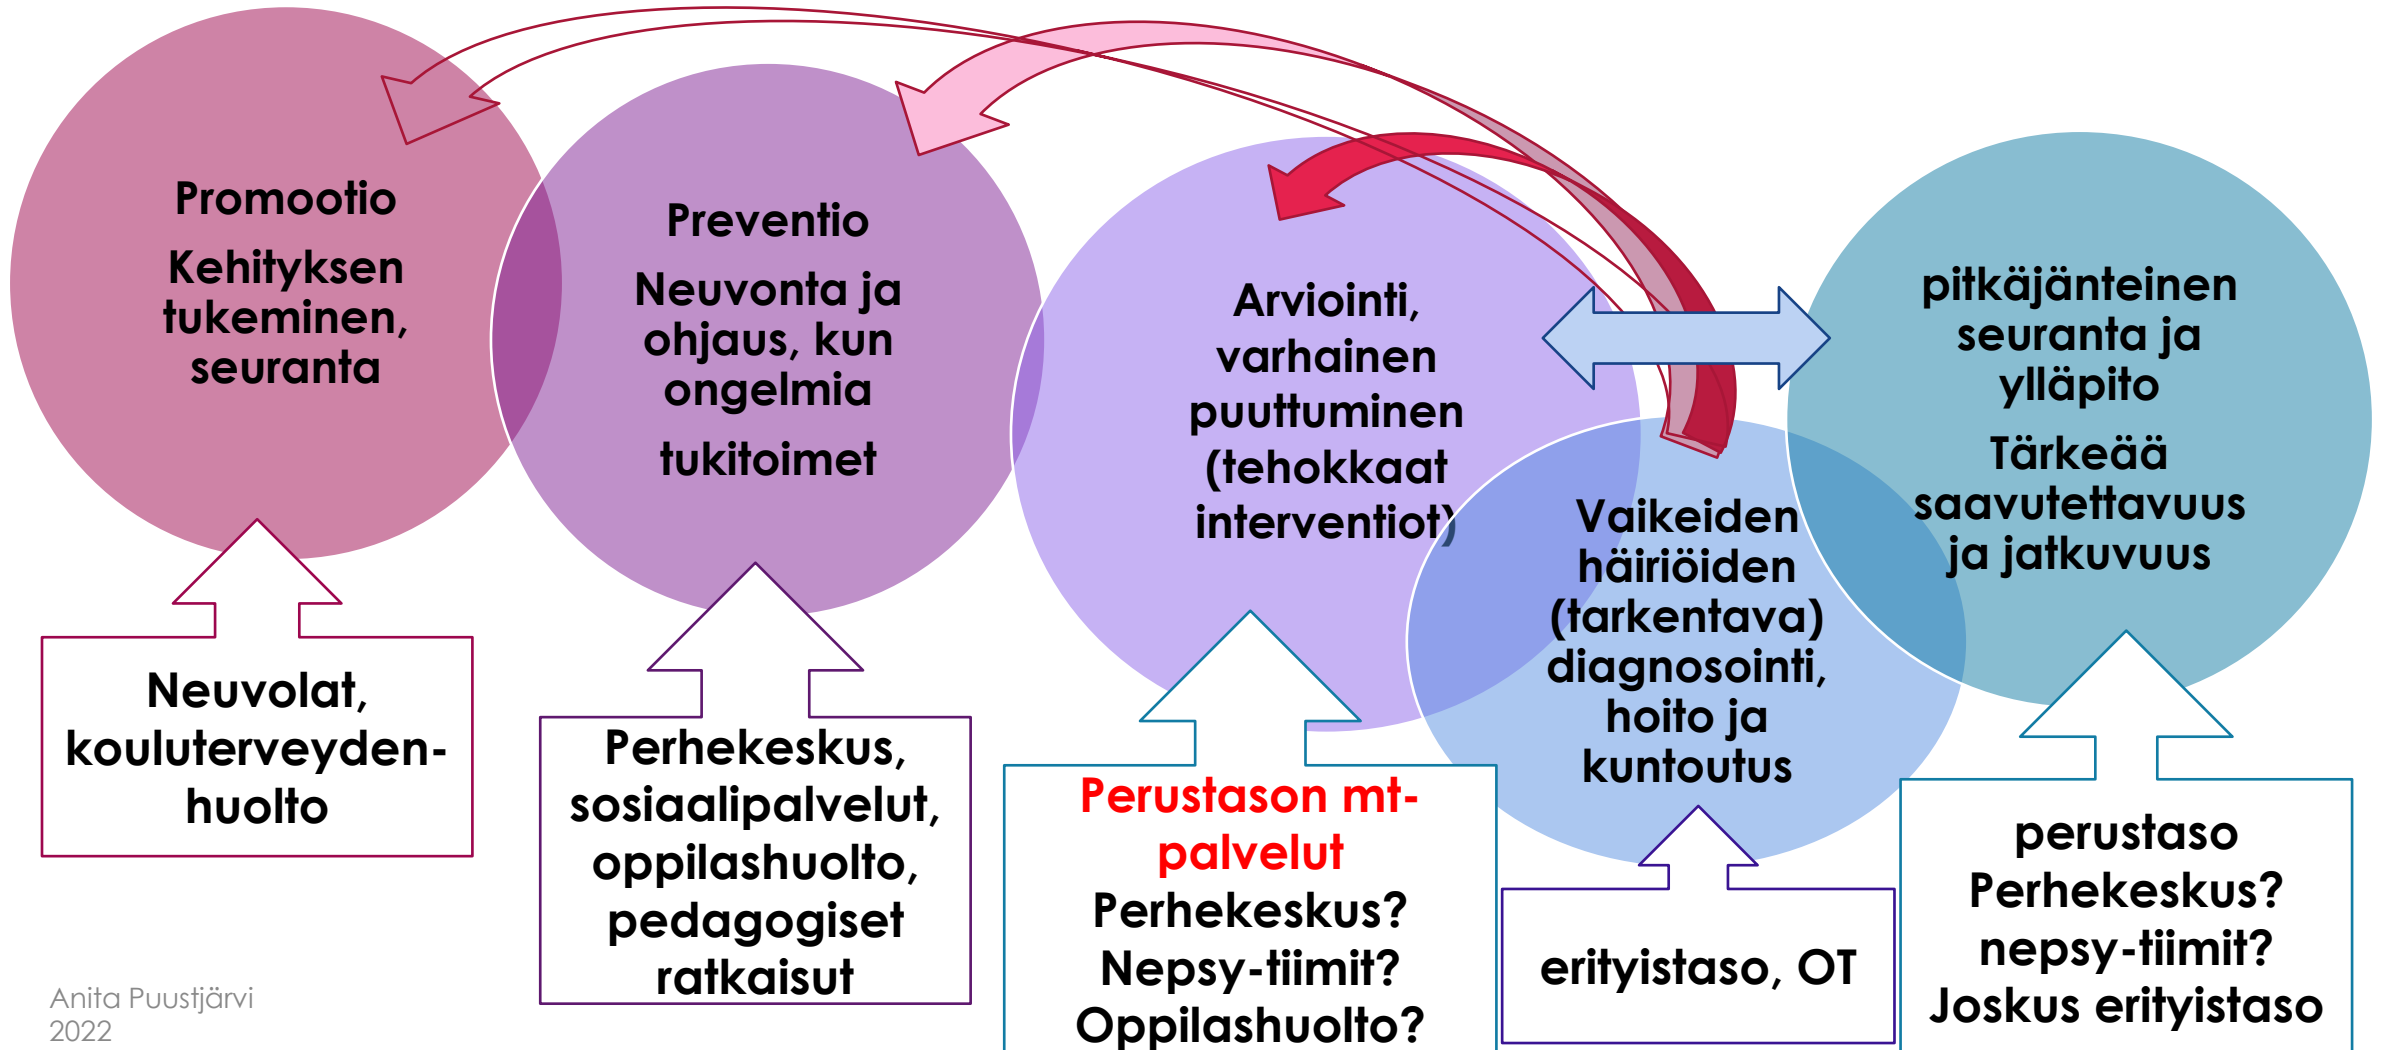 Promootio
Kehityksen
tukeminen,
seuranta
Preventio
Neuvonta ja
ohjaus, kun
ongelmia
tukitoimet
Arviointi,
varhainen
puuttuminen
(tehokkaat
interventiot)
Vaikeiden
häiriöiden
(tarkentava)
diagnosointi,
hoito ja
kuntoutus
pitkäjänteinen
seuranta ja
ylläpito
Tärkeää
saavutettavuus
ja jatkuvuus
Neuvolat,
kouluterveyden-
huolto
Perhekeskus,
sosiaalipalvelut,
oppilashuolto,
pedagogiset
ratkaisut
Perustason mt-
palvelut
Perhekeskus?
Nepsy-tiimit?
Oppilashuolto?
erityistaso, OT
perustaso
Perhekeskus?
nepsy-tiimit?
Joskus erityistaso
Anita Puustjärvi
2022